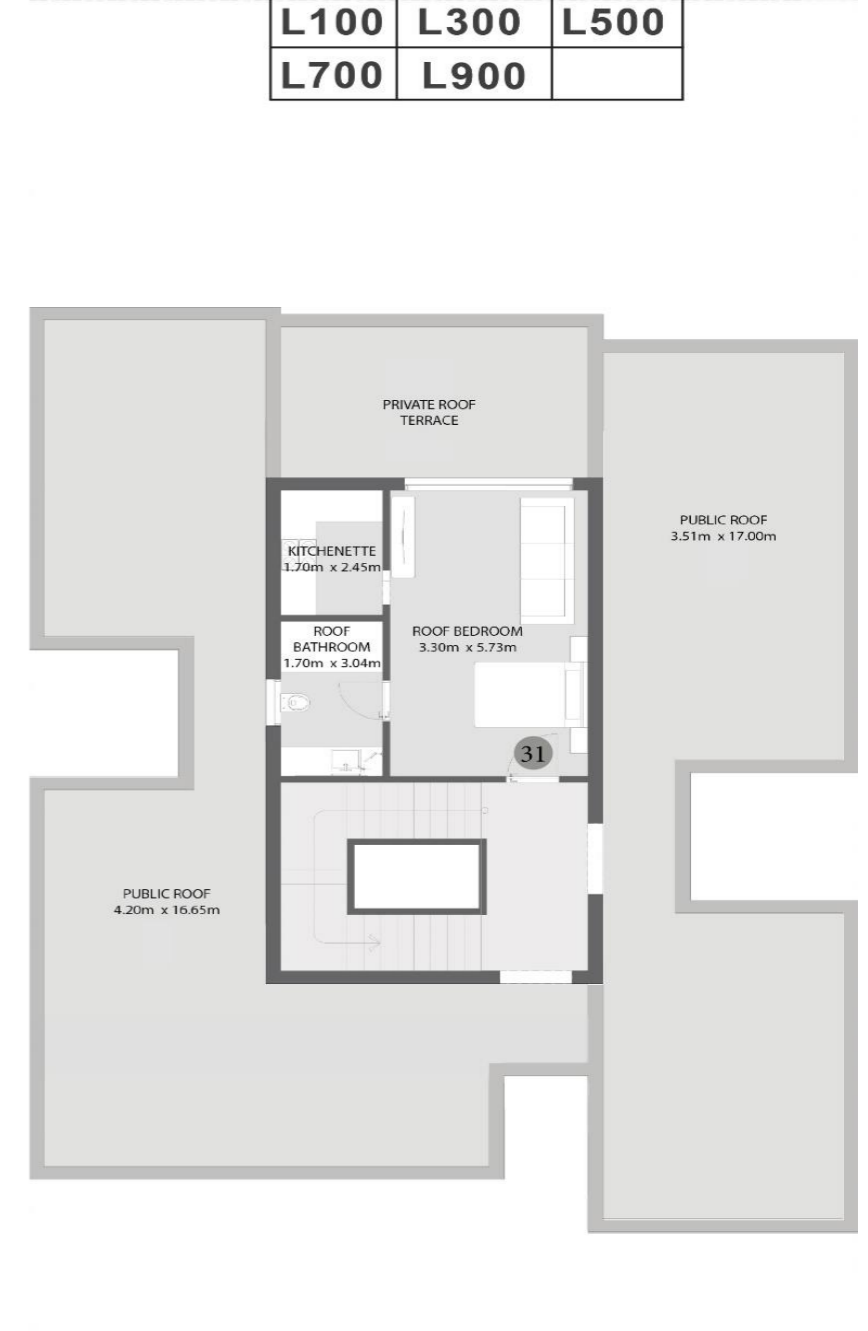 L100 L300 L500
L700 L900
PRIVATE ROOF
TERRACE
PUBLIC ROOF
3.51m x 17.00m
KITCHENETTE
1.70m x 2.45m
ROOF
BATHROOM
1.70m x 3.04m
ROOF BEDROOM
3.30m x 5.73m
31
PUBLIC ROOF
4.20m x 16.65m